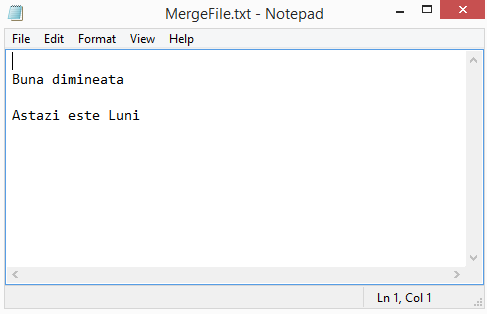 MergeFile.txt - Notepad
File Edit Format View Help
Buna dimineata
Astazi este Luni
Ln 1, Col 1